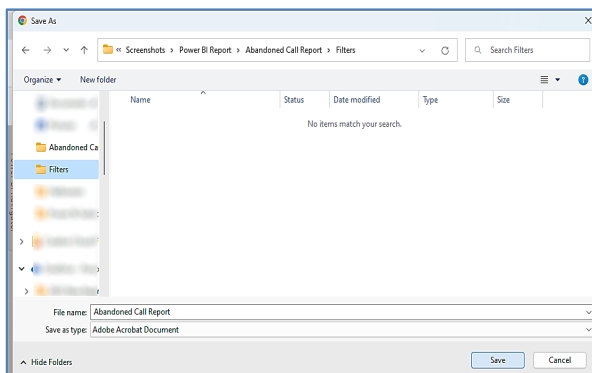 Save As
« Screenshots > Power BI Report > Abandoned Call Report > Filters
Search Filters
Organize
New folder
Name Status Date modified Type Size
No items match your search.
Abandoned Ca
Filters
File name: Abandoned Call Report
Save as type: Adobe Acrobat Document
Hide Folders
Save
Cancel